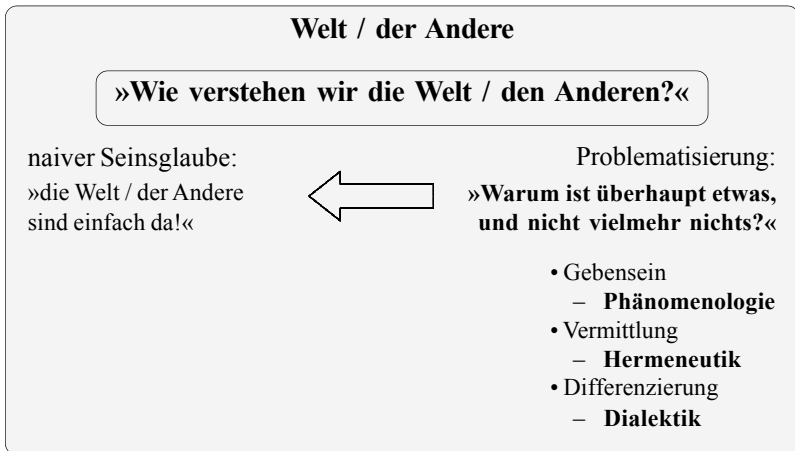 Welt / der Andere
»Wie verstehen wir die Welt / den Anderen?«
naiver Seinsglaube:
»die Welt / der Andere
sind einfach da!«
Problematisierung:
»Warum ist überhaupt etwas,
und nicht vielmehr nichts?«
• Gebensein
– Phänomenologie
• Vermittlung
– Hermeneutik
• Differenzierung
– Dialektik